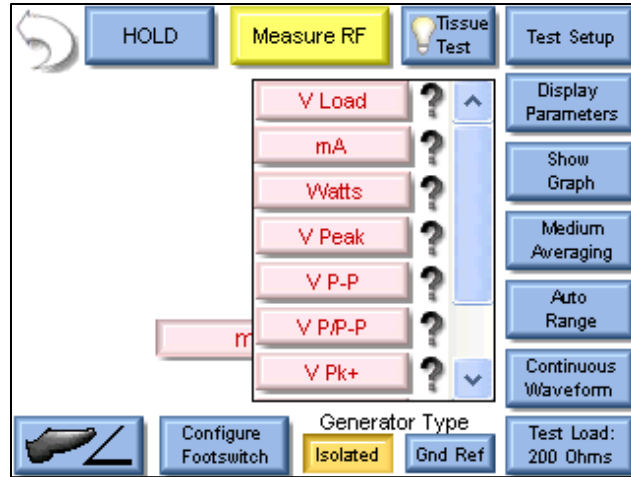 HOLD
Measure RF
Tissue
Test
Test Setup
Display
Parameters
Show
Graph
Medium
Averaging
Auto
Range
Continuous
Waveform
Test Load:
200 Ohms
V Load ?
mA ?
Watts ?
V Peak ?
V P-P ?
V P/P-P ?
V Pk+ ?
m
Configure
Footswitch
Generator Type
Isolated
Gnd Ref